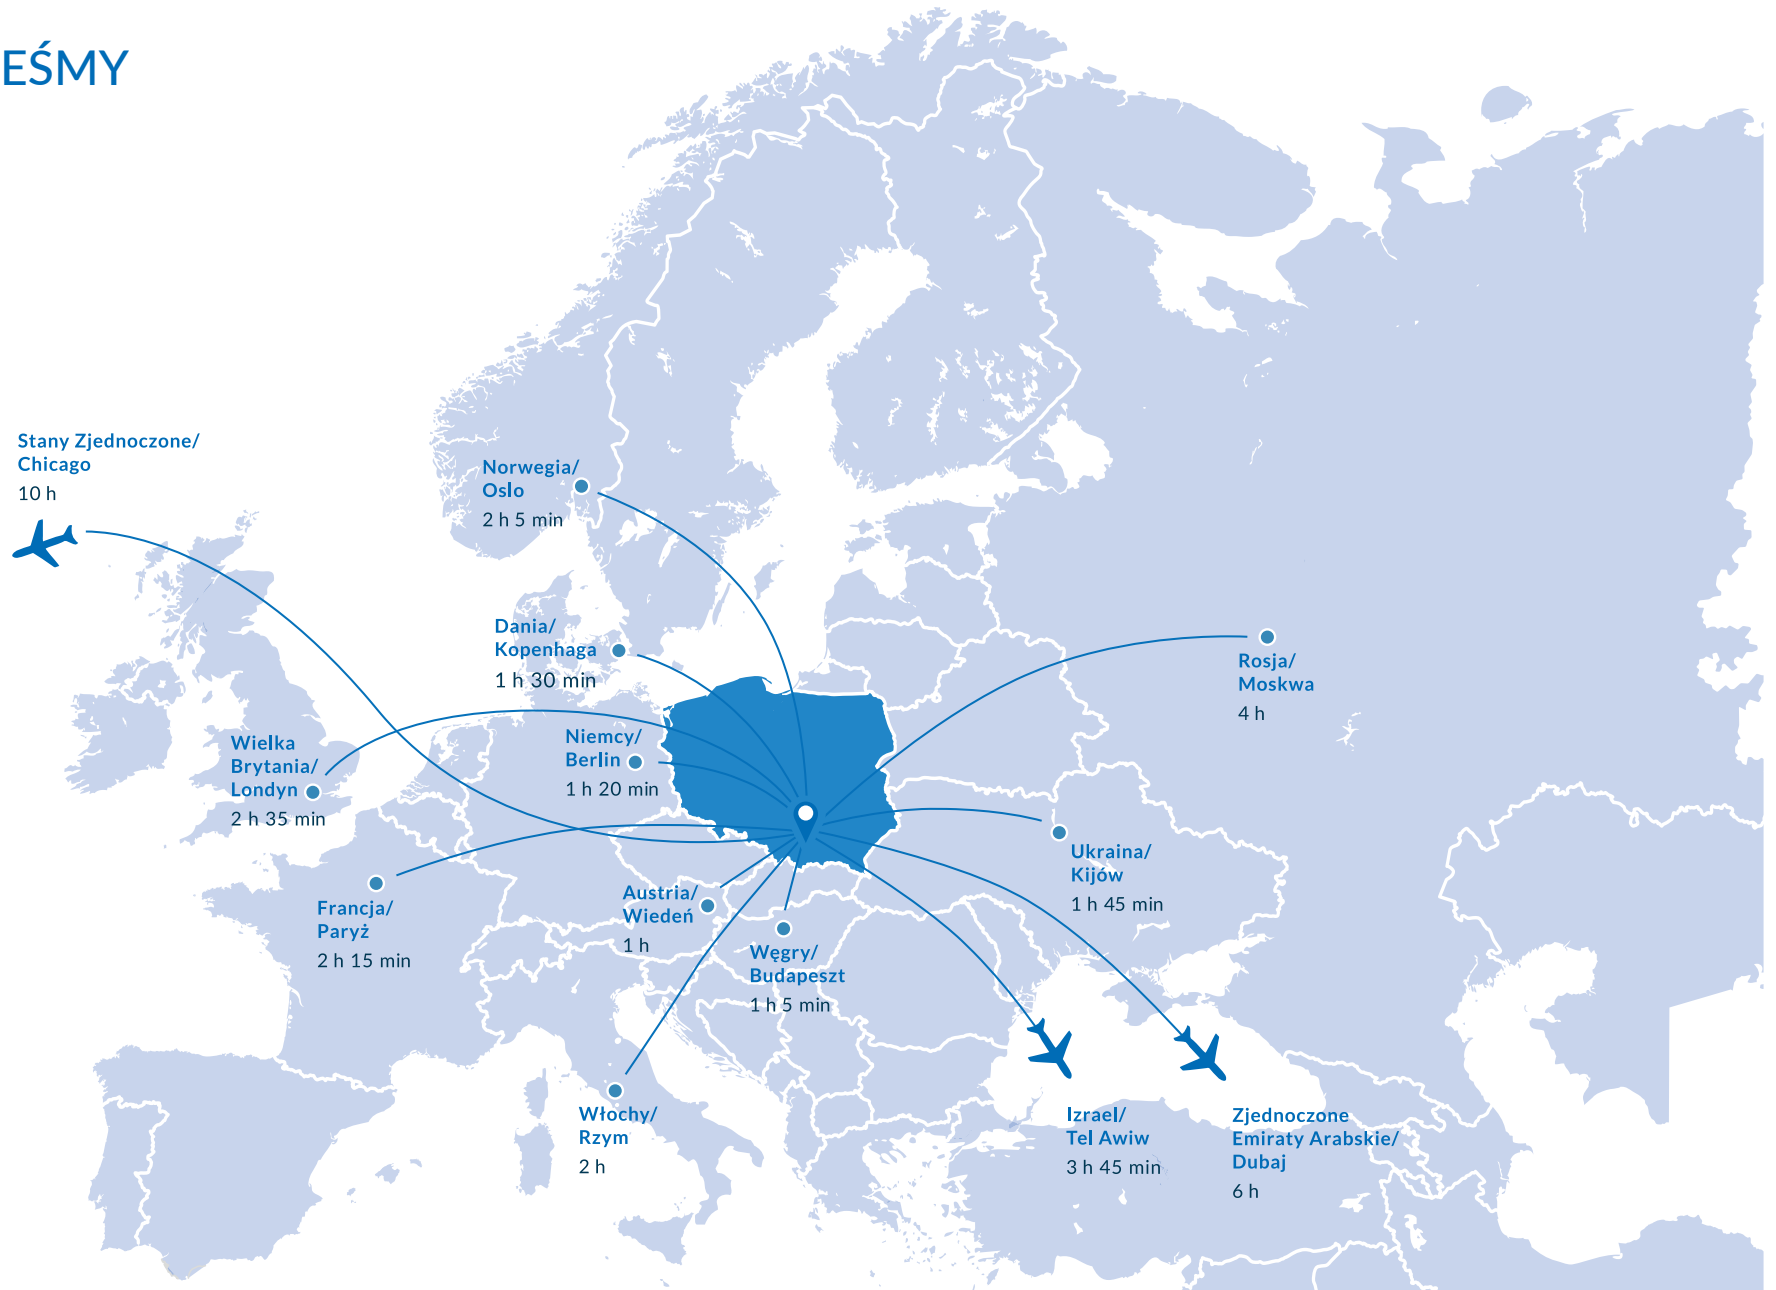 EŚMY
Stany Zjednoczone/
Chicago
10 h
Norwegia/
Oslo
2 h 5 min
Dania/
Kopenhaga
1 h 30 min
Rosja/
Moskwa
4 h
Wielka
Brytania/
Londyn
2 h 35 min
Niemcy/
Berlin
1 h 20 min
Ukraina/
Kijów
1 h 45 min
Francja/
Paryż
2 h 15 min
Austria/
Wiedeń
1 h
Węgry/
Budapeszt
1 h 5 min
Włochy/
Rzym
2 h
Izrael/
Tel Awiw
3 h 45 min
Zjednoczone
Emiraty Arabskie/
Dubaj
6 h